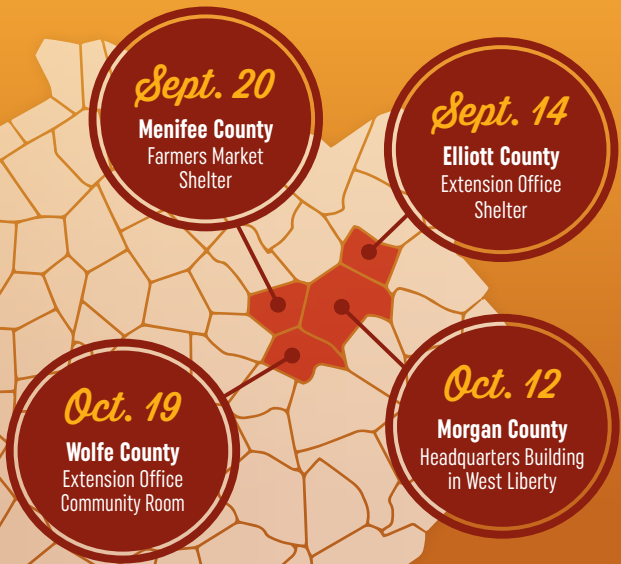 Sept. 20
Menifee County
Farmers Market
Shelter
Sept. 14
Elliott County
Extension Office
Shelter
Oct. 19
Wolfe County
Extension Office
Community Room
Oct. 12
Morgan County
Headquarters Building
in West Liberty